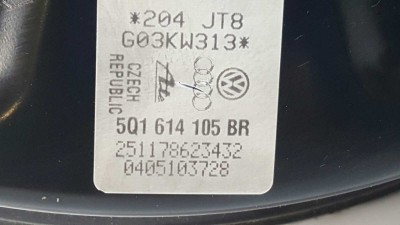 *204 JT8
G03KW313*
CZECH
REPUBLIC
5Q1 614 105 BR
251178623432
0405103728